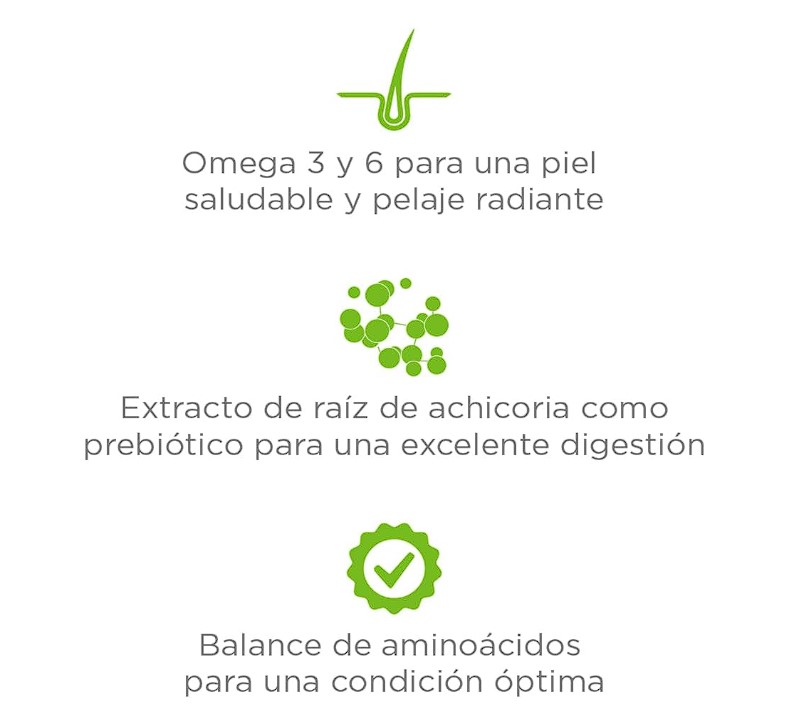 Omega 3 y 6 para una piel
saludable y pelaje radiante
Extracto de raíz de achicoria como
prebiótico para una excelente digestión
Balance de aminoácidos
para una condición óptima